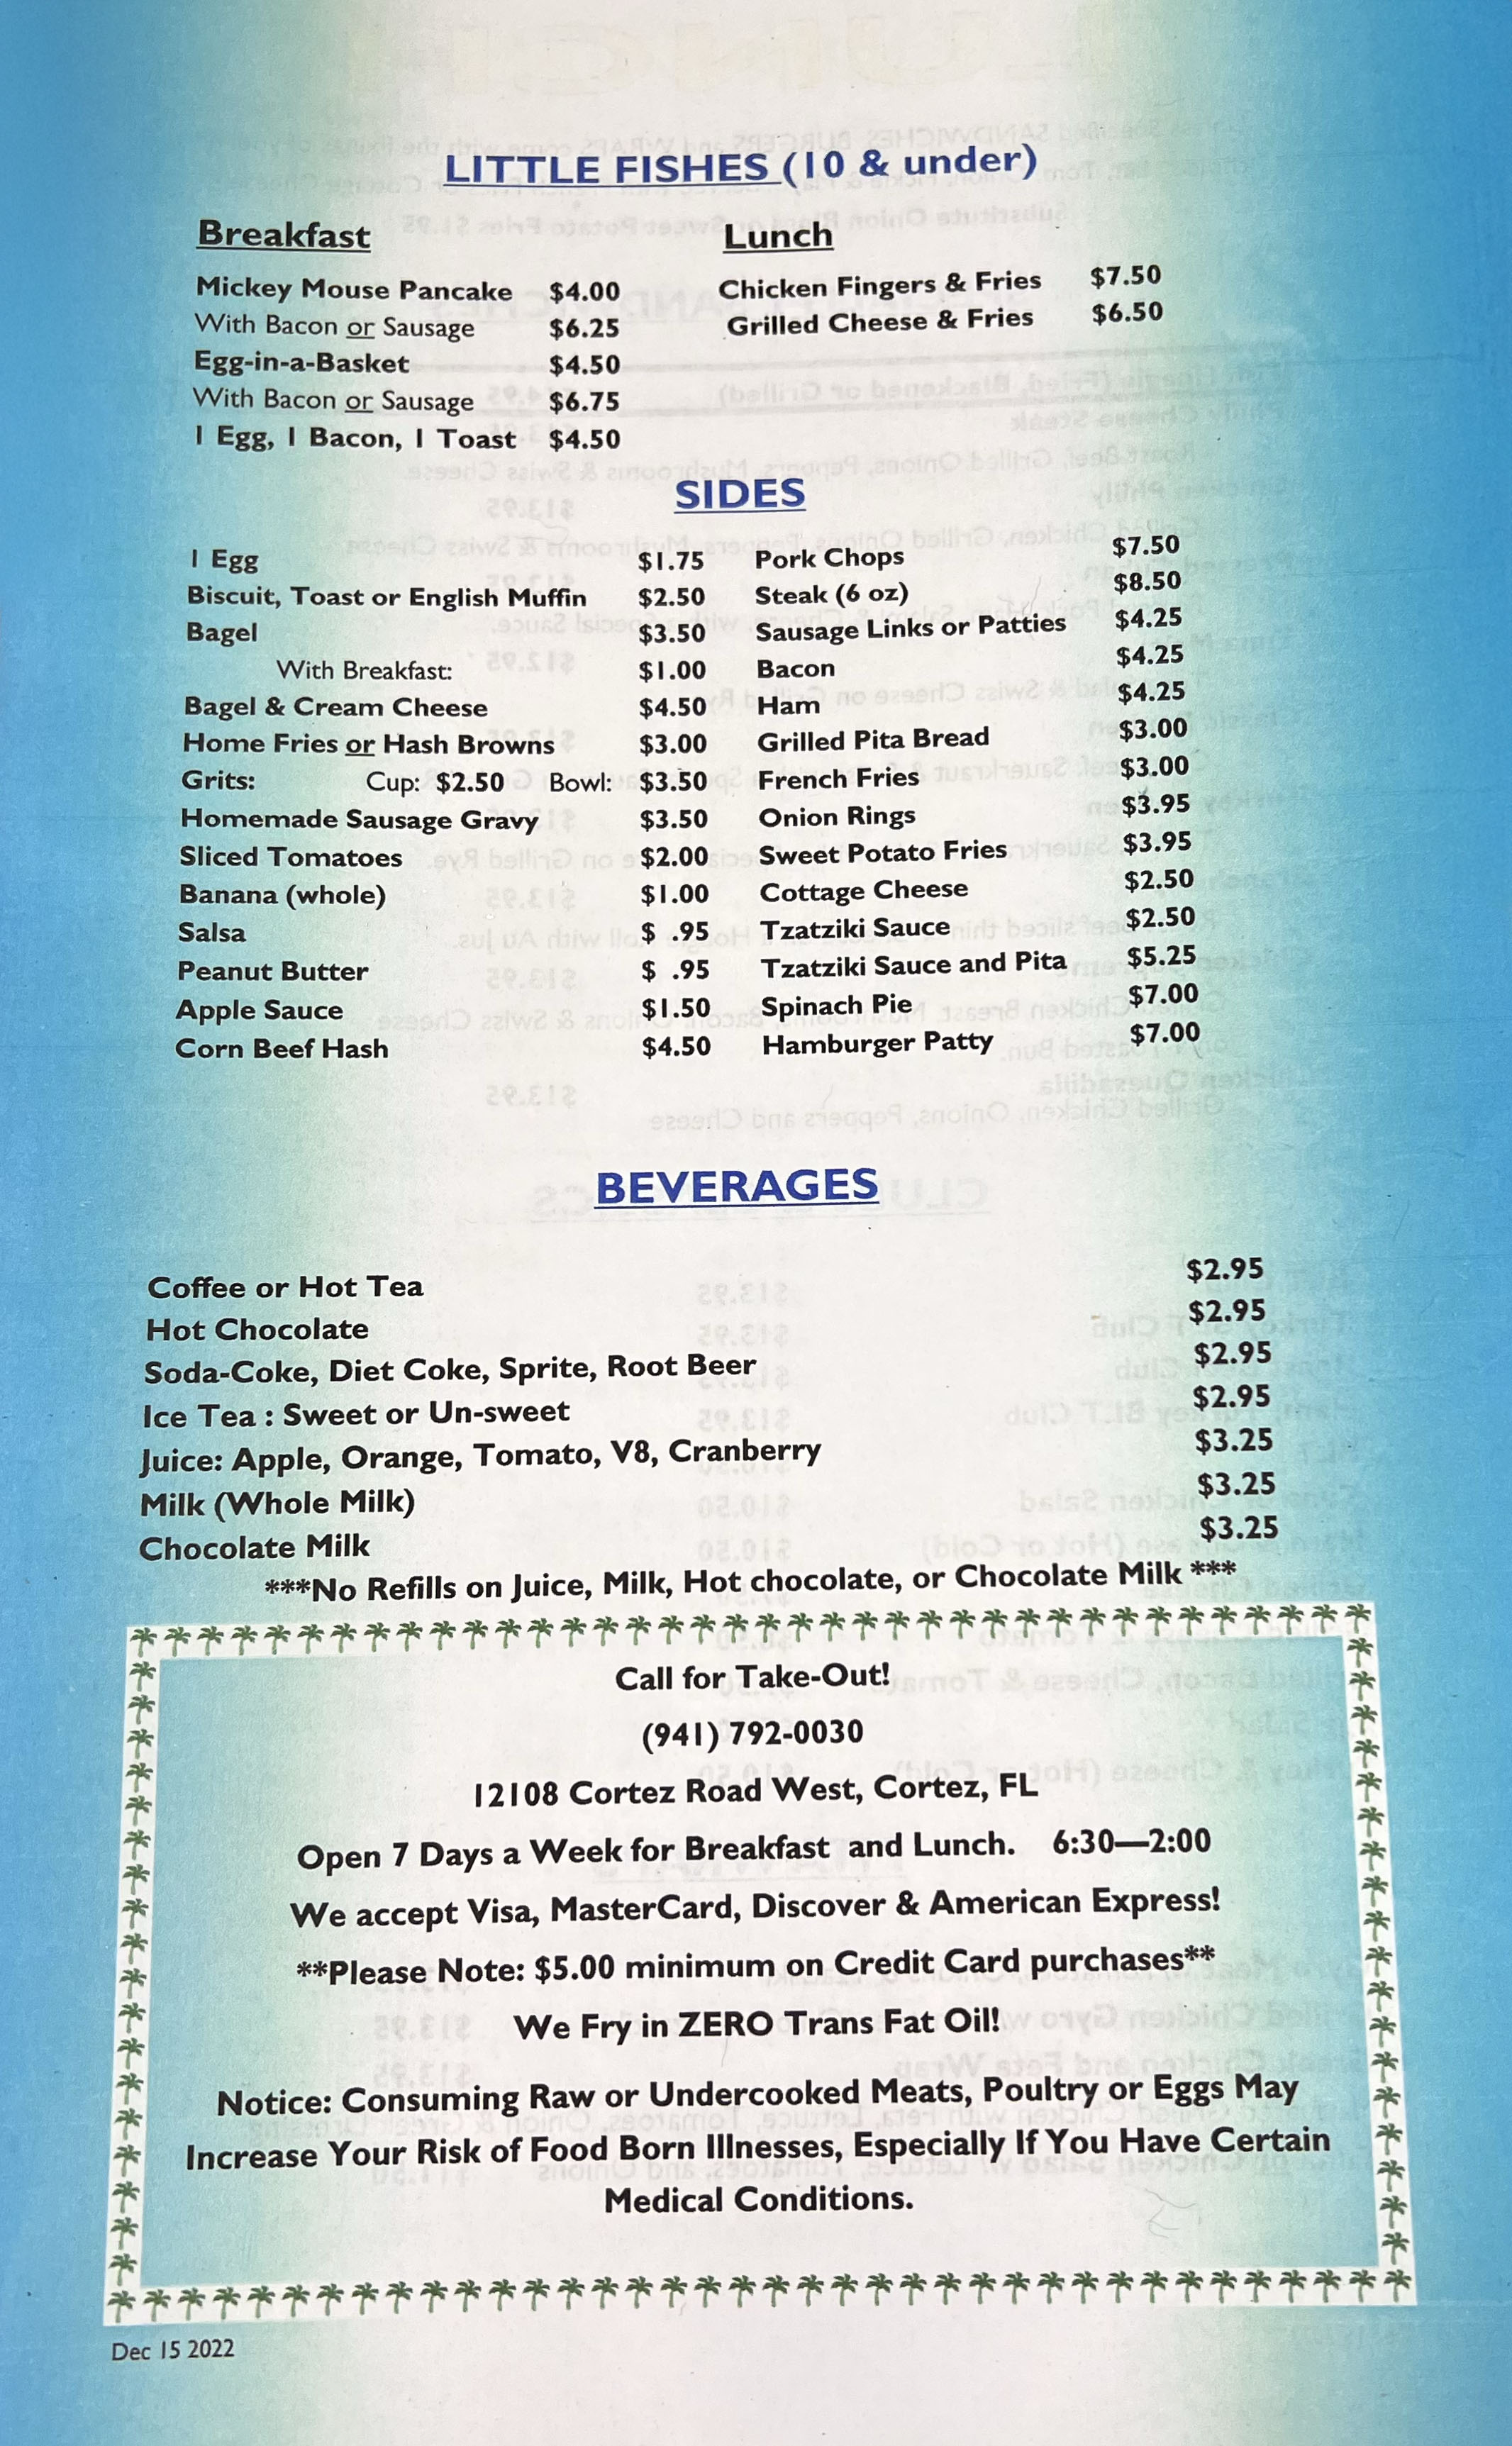 LITTLE FISHES (10 & under)
Breakfast
Mickey Mouse Pancake $4.00
With Bacon or Sausage $6.25
Egg-in-a-Basket $4.50
With Bacon or Sausage $6.75
1 Egg, 1 Bacon, 1 Toast $4.50
Lunch
Chicken Fingers & Fries $7.50
Grilled Cheese & Fries $6.50
SIDES
1 Egg $1.75
Biscuit, Toast or English Muffin $2.50
Bagel $3.50
With Breakfast: $1.00
Bagel & Cream Cheese $4.50
Home Fries or Hash Browns $3.00
Grits: Cup: $2.50 Bowl: $3.50
Homemade Sausage Gravy $3.50
Sliced Tomatoes $2.00
Banana (whole) $1.00
Salsa $ .95
Peanut Butter $ .95
Apple Sauce $1.50
Corn Beef Hash $4.50
Pork Chops $7.50
Steak (6 oz) $8.50
Sausage Links or Patties $4.25
Bacon $4.25
Ham $4.25
Grilled Pita Bread $3.00
French Fries $3.00
Onion Rings $3.95
Sweet Potato Fries $3.95
Cottage Cheese $2.50
Tzatziki Sauce $2.50
Tzatziki Sauce and Pita $5.25
Spinach Pie $7.00
Hamburger Patty $7.00
BEVERAGES
Coffee or Hot Tea $2.95
Hot Chocolate $2.95
Soda-Coke, Diet Coke, Sprite, Root Beer $2.95
Ice Tea : Sweet or Un-sweet $2.95
Juice: Apple, Orange, Tomato, V8, Cranberry $3.25
Milk (Whole Milk) $3.25
Chocolate Milk $3.25
***No Refills on Juice, Milk, Hot chocolate, or Chocolate Milk ***
Call for Take-Out!
(941) 792-0030
12108 Cortez Road West, Cortez, FL
Open 7 Days a Week for Breakfast and Lunch. 6:30—2:00
We accept Visa, MasterCard, Discover & American Express!
**Please Note: $5.00 minimum on Credit Card purchases**
We Fry in ZERO Trans Fat Oil!
Notice: Consuming Raw or Undercooked Meats, Poultry or Eggs May
Increase Your Risk of Food Born Illnesses, Especially If You Have Certain
Medical Conditions.
Dec 15 2022